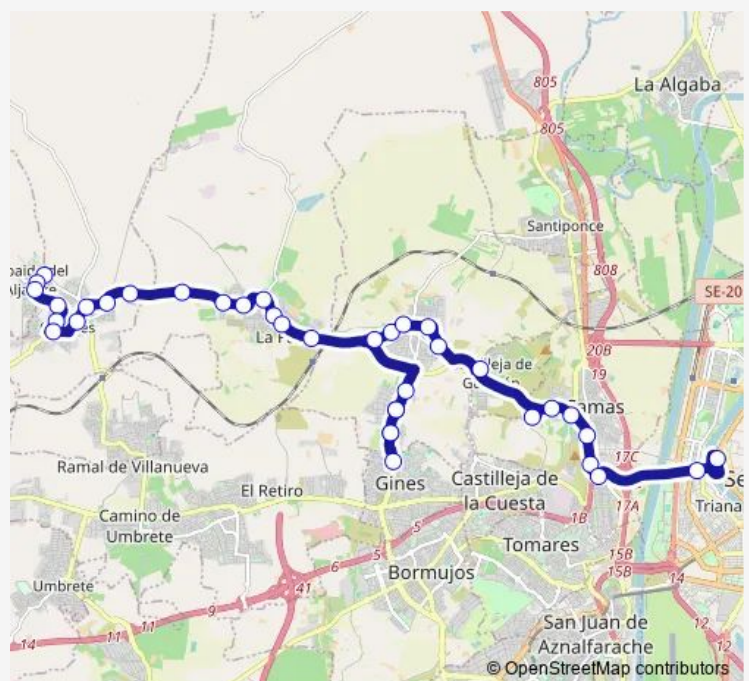 La Algaba
805
805
Santiponce
808
SE-20
20B
19
17C
17A
Triana
Gines
Ramal de Villanueva
El Retiro
Castilleja de
la Cuesta
Camino de
Umbrete
1B
5
5
6
Tomares
15B
15B
Bormujos
41
14
Umbrete
9
11
11
14
12
12
San Juan de
Aznalfarache
© OpenStreetMap contributors